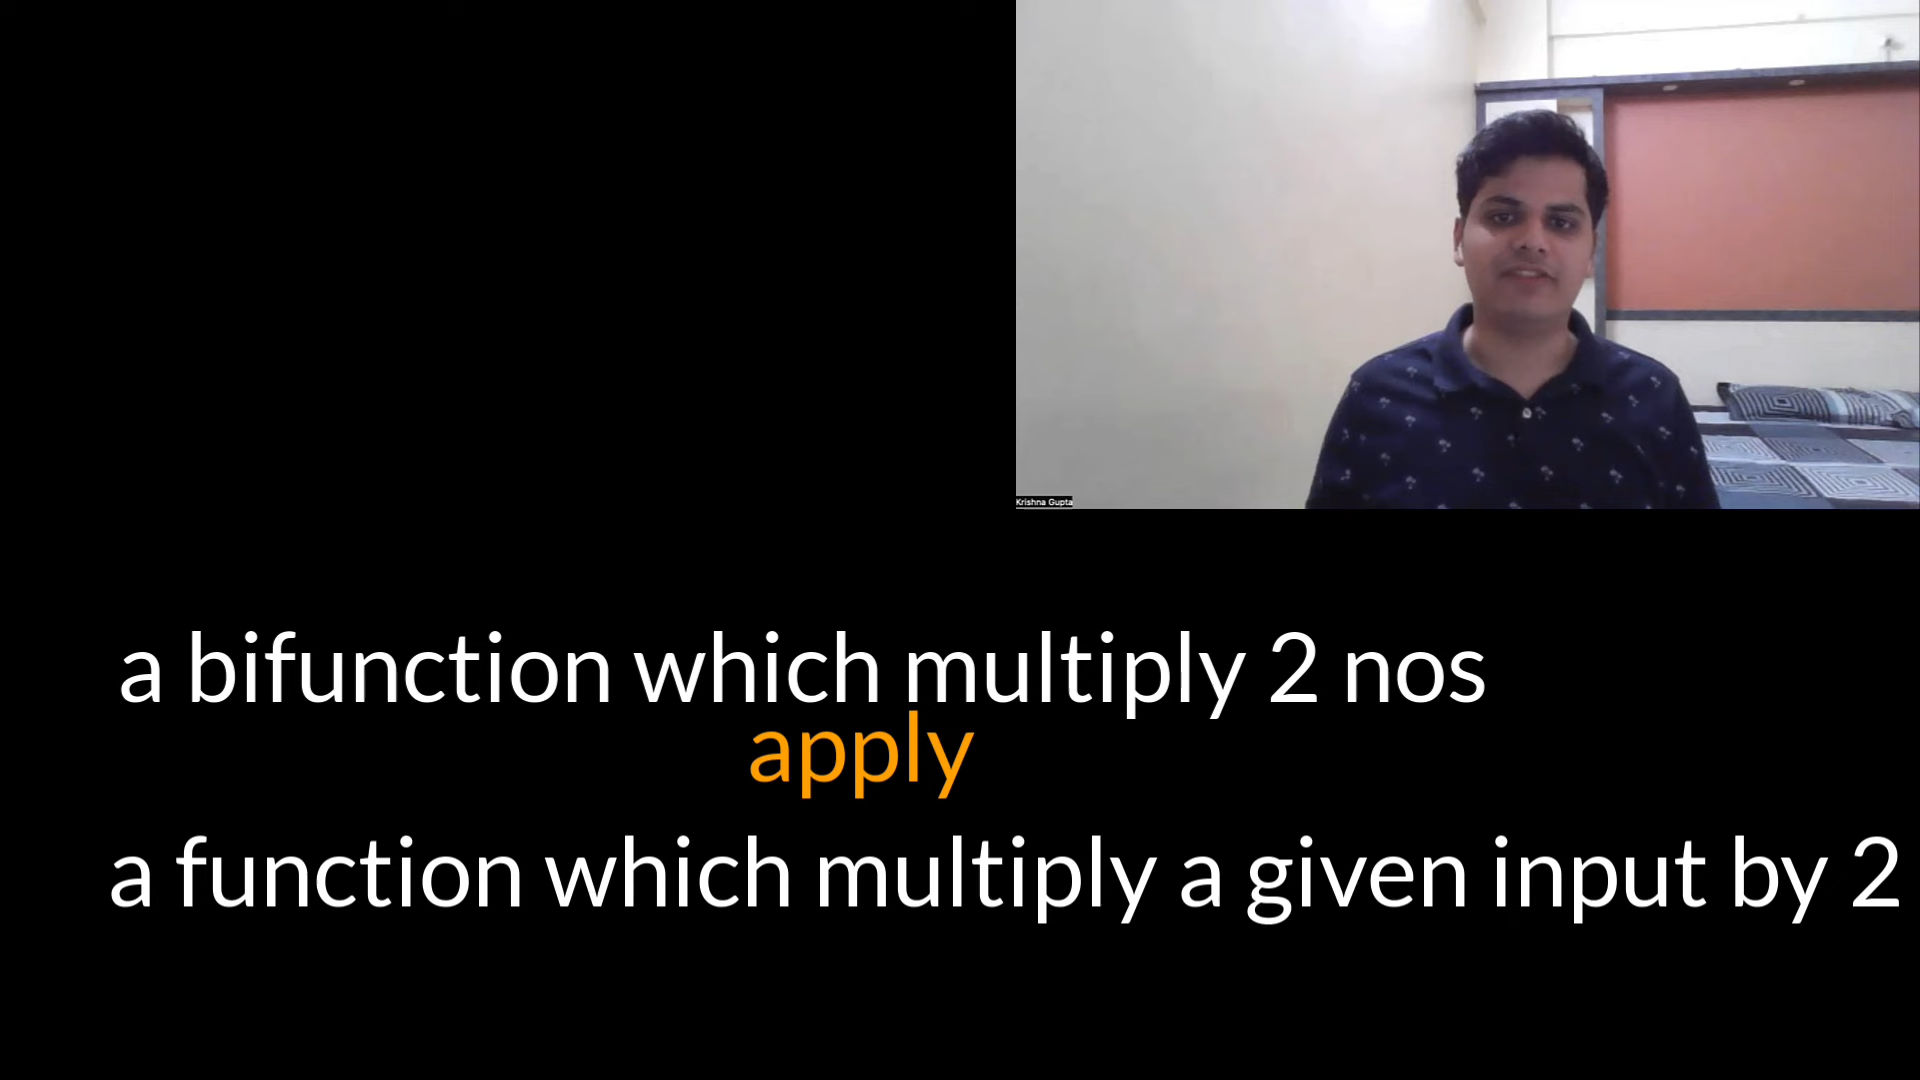 Krishna Gupta
a bifunction which multiply 2 nos
apply
a function which multiply a given input by 2